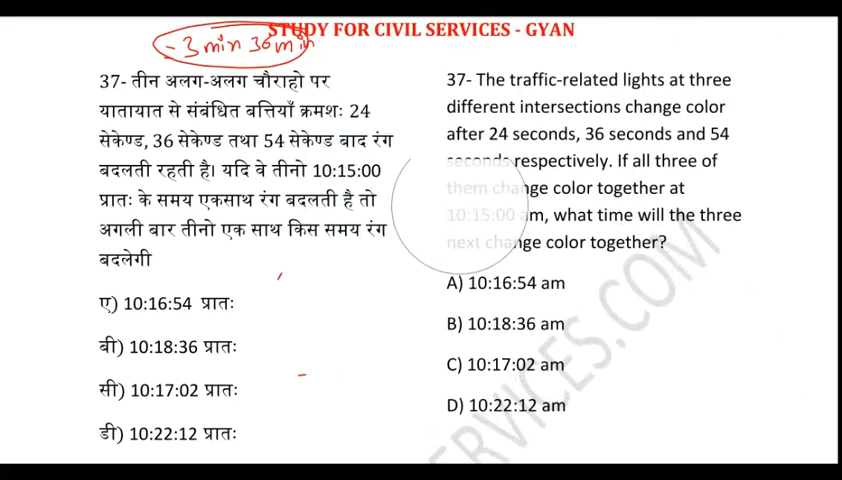 STUDY FOR CIVIL SERVICES - GYAN
- 3 min 36 min
37- तीन अलग-अलग चौराहो पर
यातायात से संबंधित बत्तियाँ क्रमशः 24
सेकेण्ड, 36 सेकेण्ड तथा 54 सेकेण्ड बाद रंग
बदलती रहती है। यदि वे तीनो 10:15:00
प्रातः के समय एकसाथ रंग बदलती है तो
अगली बार तीनो एक साथ किस समय रंग
बदलेगी
ए) 10:16:54 प्रातः
बी) 10:18:36 प्रातः
सी) 10:17:02 प्रातः
डी) 10:22:12 प्रातः
37- The traffic-related lights at three
different intersections change color
after 24 seconds, 36 seconds and 54
seconds respectively. If all three of
them change color together at
10:15:00 am, what time will the three
next change color together?
A) 10:16:54 am
B) 10:18:36 am
C) 10:17:02 am
D) 10:22:12 am
SERVICES.COM